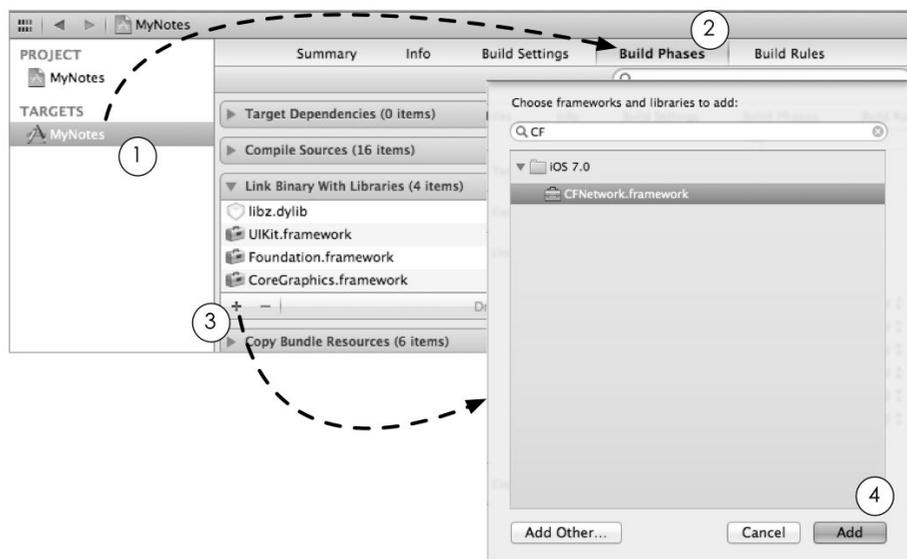 MyNotes
PROJECT
MyNotes
TARGETS
MyNotes
1
Summary Info Build Settings Build Phases Build Rules
2
Target Dependencies (0 items)
Compile Sources (16 items)
Link Binary With Libraries (4 items)
libz.dylib
UIKit.framework
Foundation.framework
CoreGraphics.framework
+ −
3
Copy Bundle Resources (6 items)
Choose frameworks and libraries to add:
CF
iOS 7.0
CFNetwork.framework
4
Add Other... Cancel Add